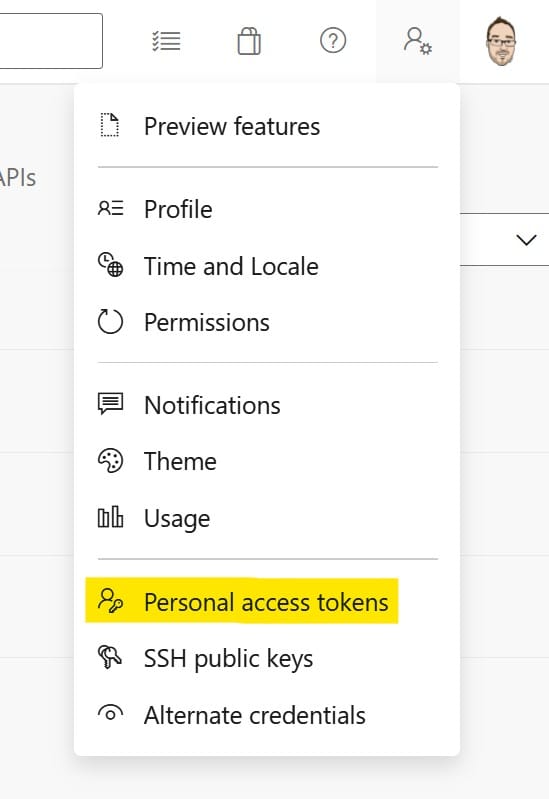 Preview features
APIs
Profile
Time and Locale
Permissions
Notifications
Theme
Usage
Personal access tokens
SSH public keys
Alternate credentials